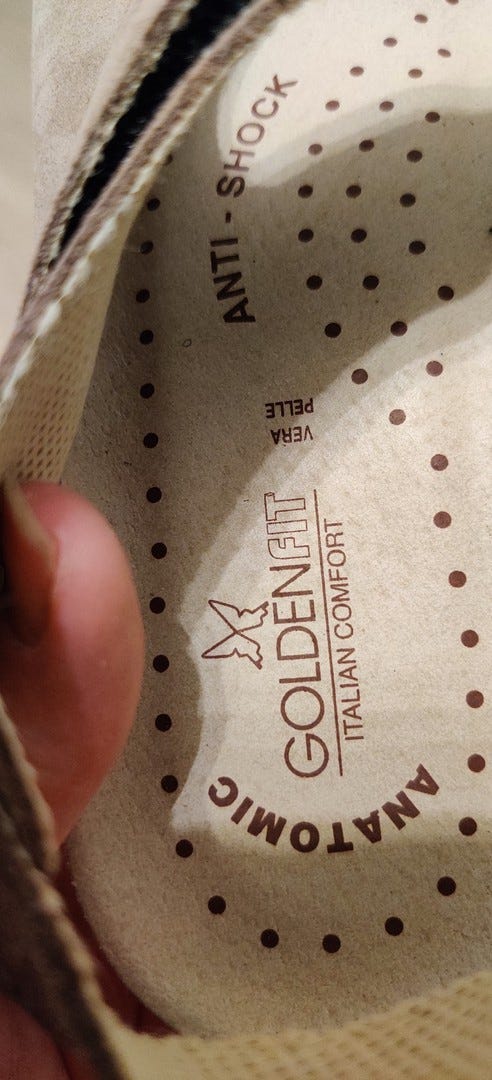 ANTI - SHOCK
VERA
PELLE
GOLDENFIT
ITALIAN COMFORT
ANATOMIC